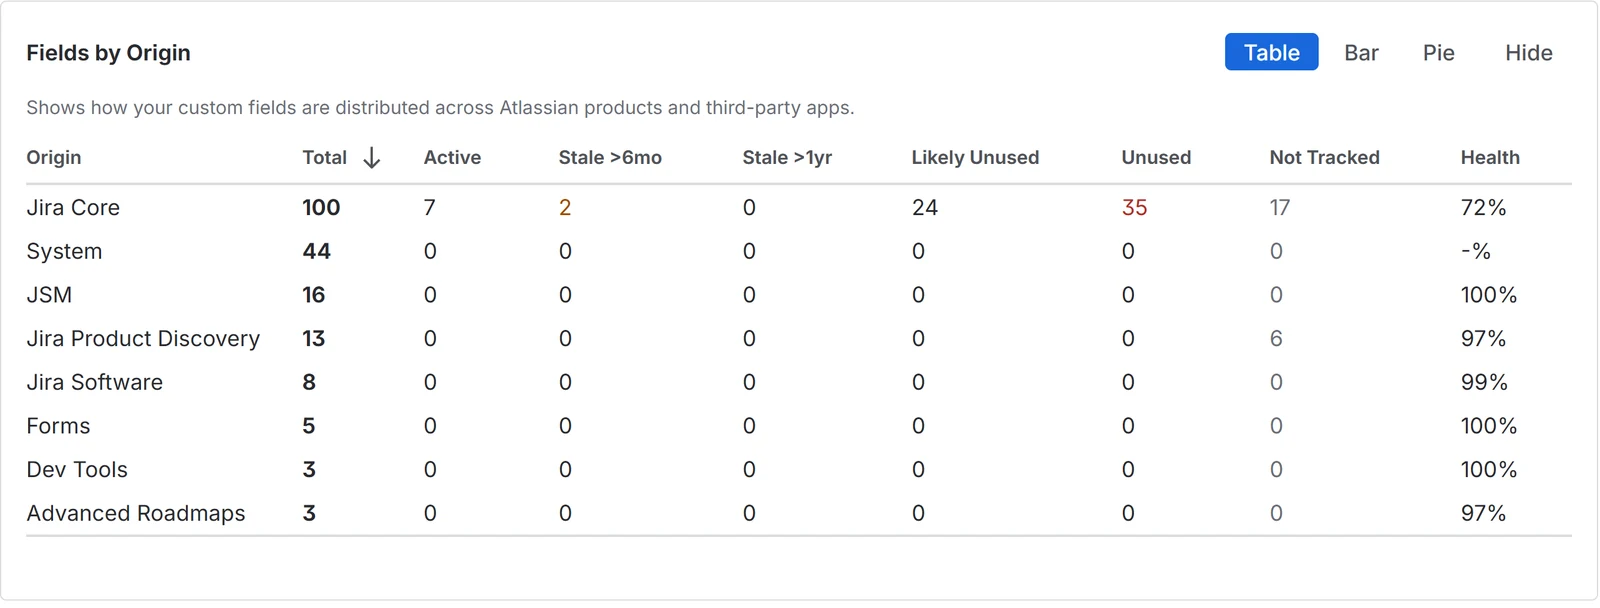 Fields by Origin Table Bar Pie Hide
Shows how your custom fields are distributed across Atlassian products and third-party apps.
Origin Total ↓ Active Stale >6mo Stale >1yr Likely Unused Unused Not Tracked Health
Jira Core 100 7 2 0 24 35 17 72%
System 44 0 0 0 0 0 0 -%
JSM 16 0 0 0 0 0 0 100%
Jira Product Discovery 13 0 0 0 0 0 6 97%
Jira Software 8 0 0 0 0 0 0 99%
Forms 5 0 0 0 0 0 0 100%
Dev Tools 3 0 0 0 0 0 0 100%
Advanced Roadmaps 3 0 0 0 0 0 0 97%